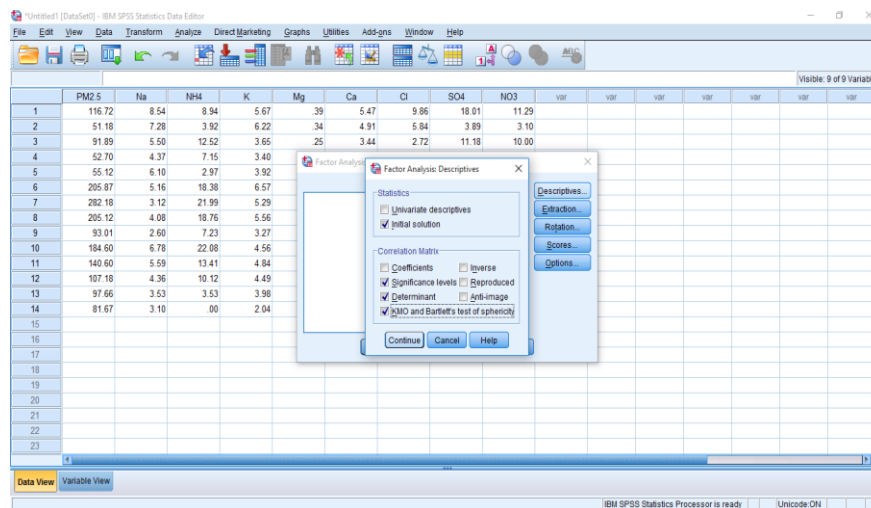 *Untitled1 [DataSet0] - IBM SPSS Statistics Data Editor
File Edit View Data Transform Analyze Direct Marketing Graphs Utilities Add-ons Window Help
Visible: 9 of 9 Variabl
PM2.5 Na NH4 K Mg Ca Cl SO4 NO3 var var var var var var var
1 116.72 8.54 8.94 5.67 .39 5.47 9.86 18.01 11.29
2 51.18 7.28 3.92 6.22 .34 4.91 5.84 3.89 3.10
3 91.89 5.50 12.52 3.65 .25 3.44 2.72 11.18 10.00
4 52.70 4.37 7.15 3.40
5 55.12 6.10 2.97 3.92
6 205.87 5.16 18.38 6.57
7 282.18 3.12 21.99 5.29
8 205.12 4.08 18.76 5.56
9 93.01 2.60 7.23 3.27
10 184.60 6.78 22.08 4.56
11 140.60 5.59 13.41 4.84
12 107.18 4.36 10.12 4.49
13 97.66 3.53 3.53 3.98
14 81.67 3.10 .00 2.04
15
16
17
18
19
20
21
22
23
Factor Analysis
Descriptives...
Extraction...
Rotation...
Scores...
Options...
Factor Analysis: Descriptives
Statistics
Univariate descriptives
Initial solution
Correlation Matrix
Coefficients Inverse
Significance levels Reproduced
Determinant Anti-image
KMO and Bartlett's test of sphericity
Continue Cancel Help
Data View Variable View
IBM SPSS Statistics Processor is ready Unicode:ON